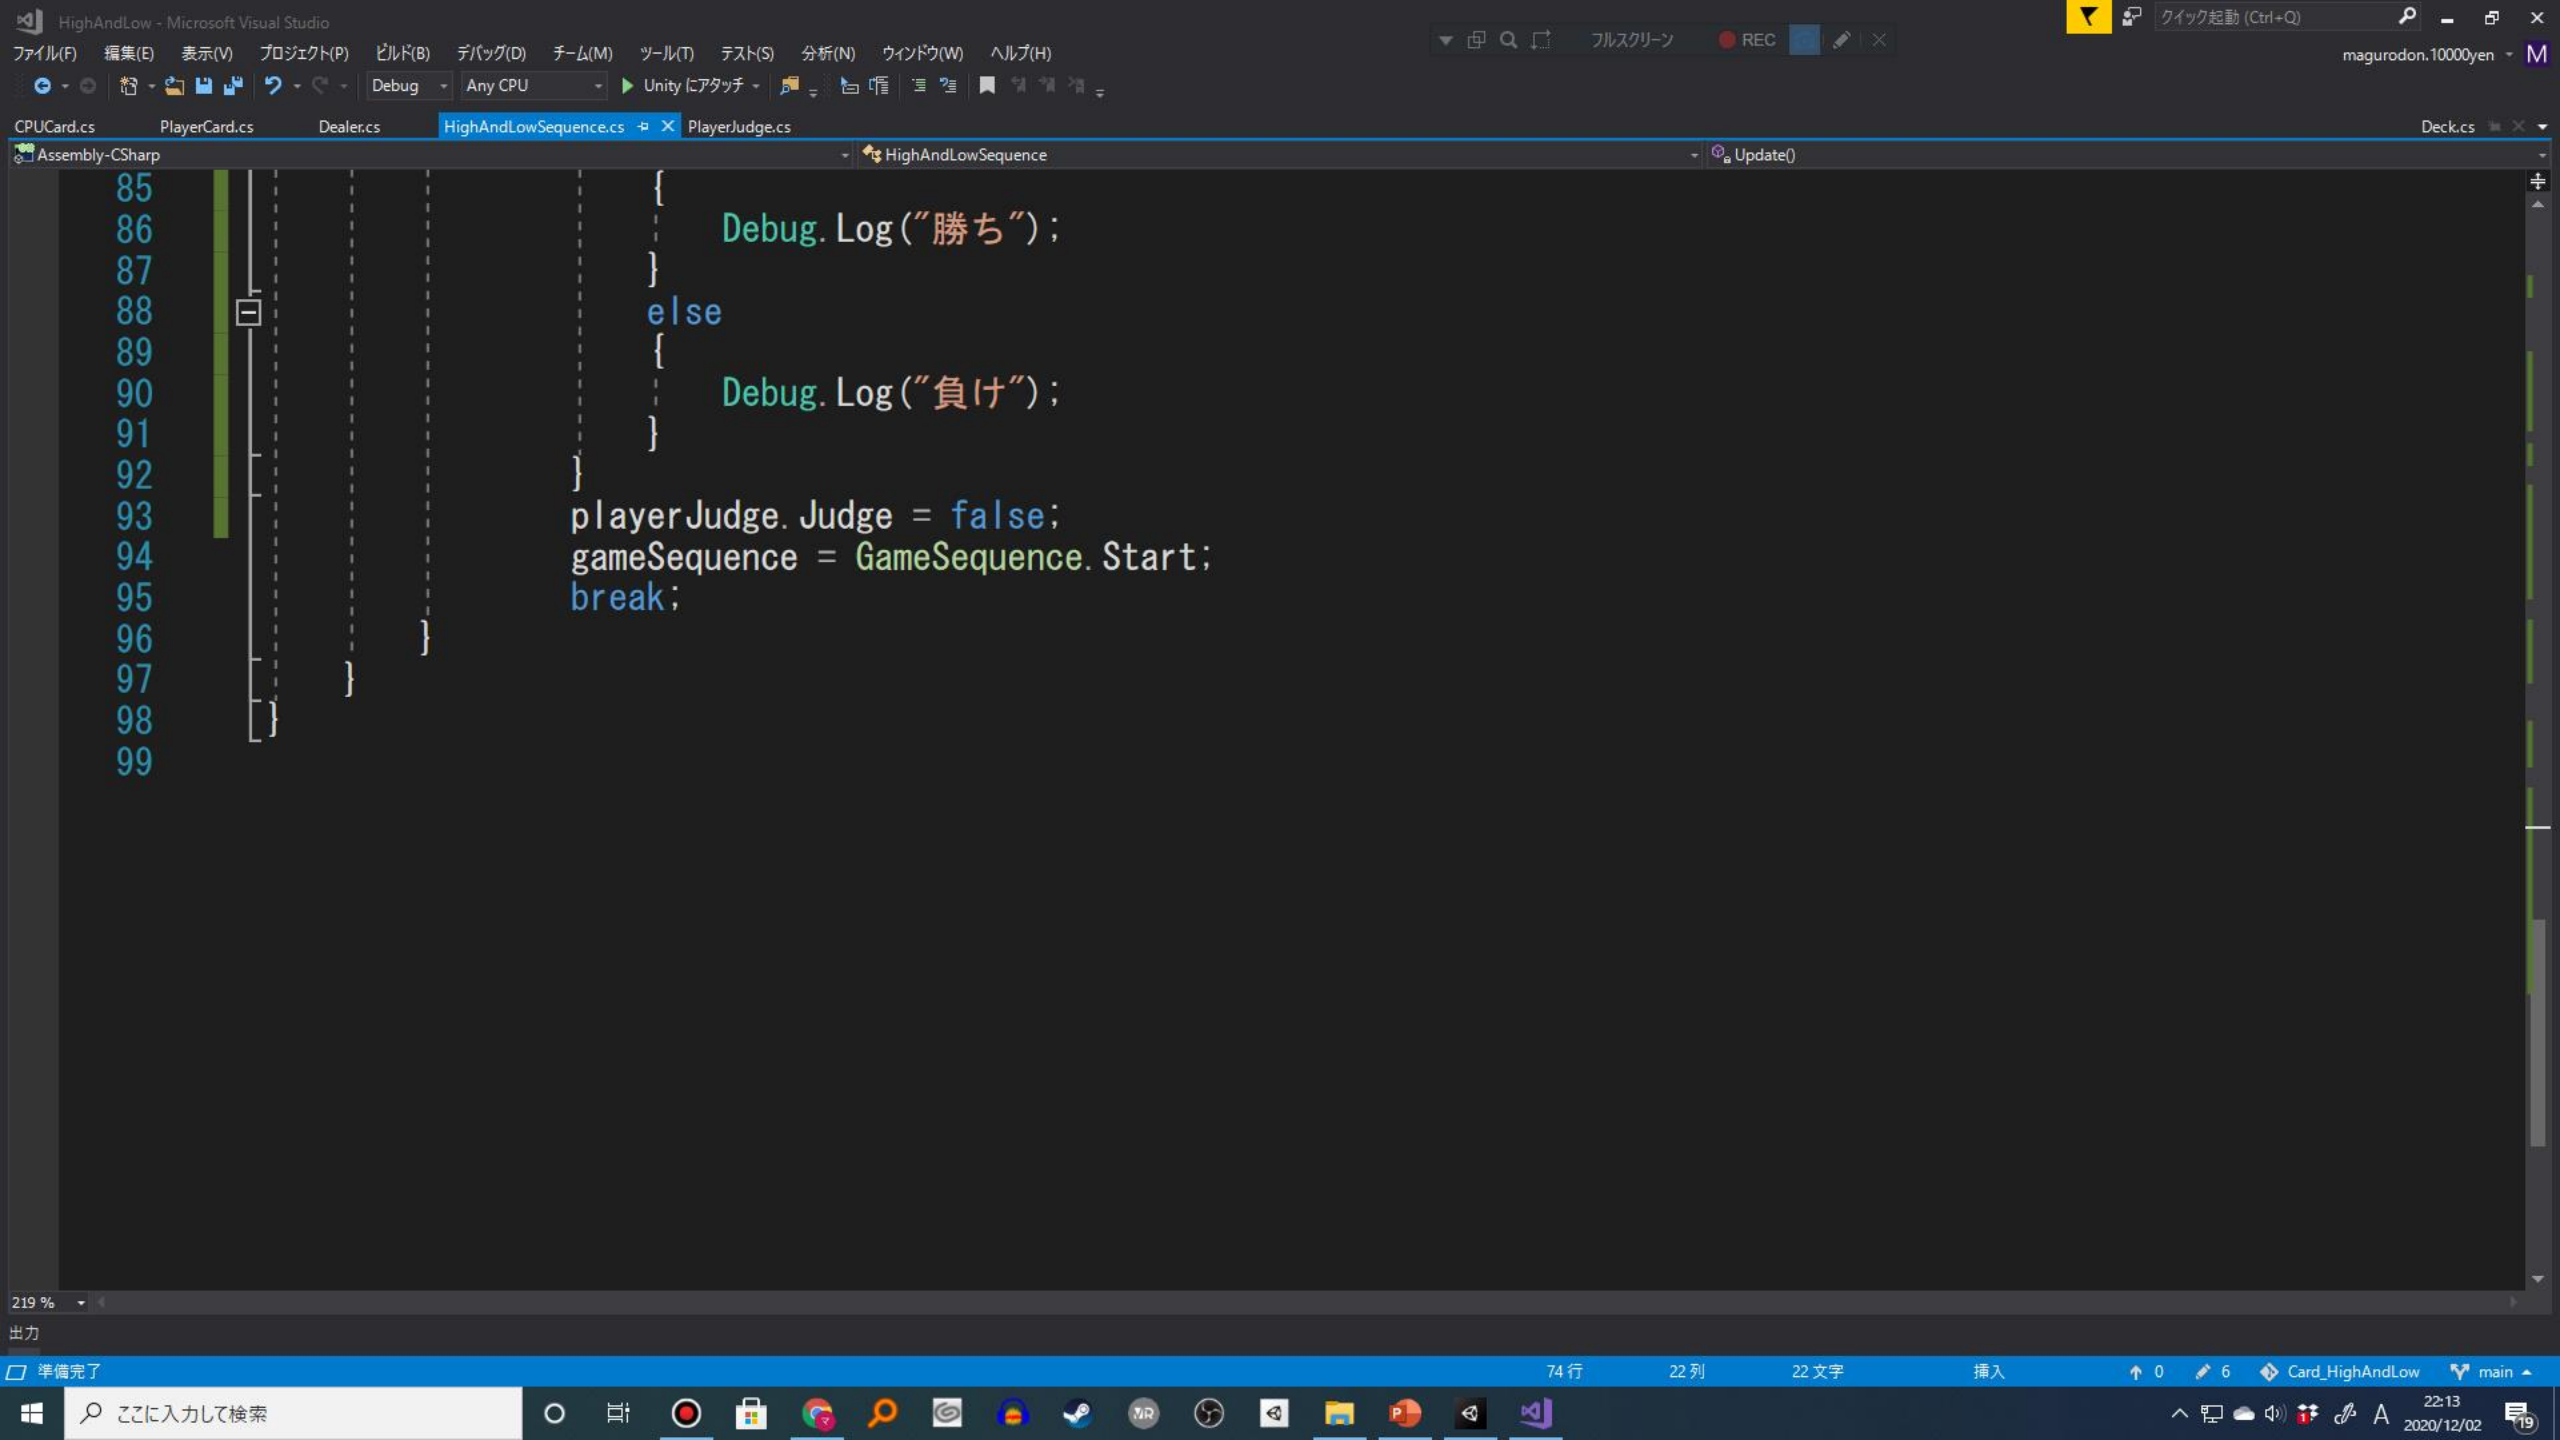 HighAndLow - Microsoft Visual Studio
クイック起動 (Ctrl+Q)
ファイル(F) 編集(E) 表示(V) プロジェクト(P) ビルド(B) デバッグ(D) チーム(M) ツール(T) テスト(S) 分析(N) ウィンドウ(W) ヘルプ(H)
フルスクリーン REC
magurodon.10000yen M
Debug Any CPU Unity にアタッチ
CPUCard.cs PlayerCard.cs Dealer.cs HighAndLowSequence.cs PlayerJudge.cs Deck.cs
Assembly-CSharp HighAndLowSequence Update()
85 {
86 Debug.Log("勝ち");
87 }
88 else
89 {
90 Debug.Log("負け");
91 }
92 }
93 playerJudge.Judge = false;
94 gameSequence = GameSequence.Start;
95 break;
96 }
97 }
98 }
99
219 %
出力
準備完了 74 行 22 列 22 文字 挿入 0 6 Card_HighAndLow main
ここに入力して検索
A 22:13
2020/12/02
19